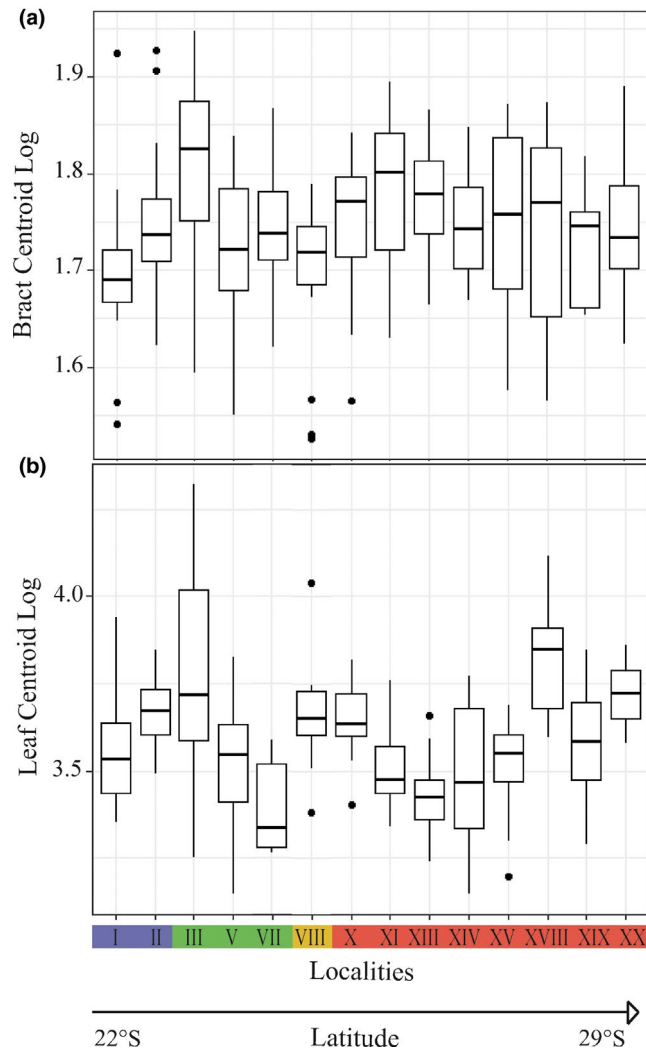 (a)
1.9
1.8
1.7
1.6
Bract Centroid Log
(b)
4.0
3.5
Leaf Centroid Log
I II III V VII VIII X XI XIII XIV XV XVIII XIX XX
Localities
22°S Latitude 29°S